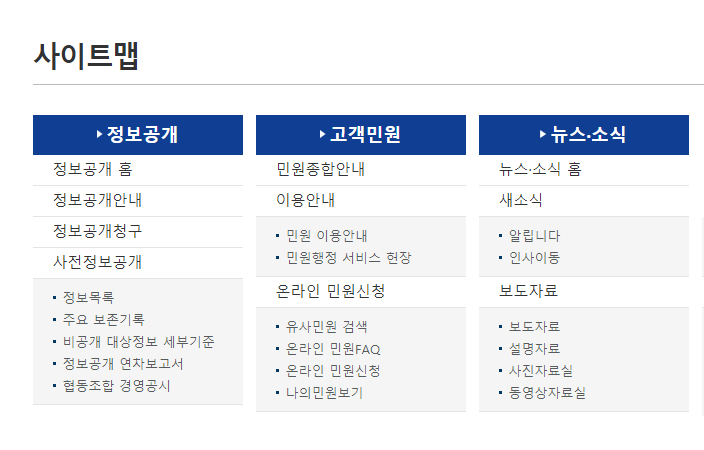 사이트맵
정보공개
정보공개 홈
정보공개안내
정보공개청구
사전정보공개
정보목록
주요 보존기록
비공개 대상정보 세부기준
정보공개 연차보고서
협동조합 경영공시
고객민원
민원종합안내
이용안내
민원 이용안내
민원행정 서비스 헌장
온라인 민원신청
유사민원 검색
온라인 민원FAQ
온라인 민원신청
나의민원보기
뉴스·소식
뉴스·소식 홈
새소식
알립니다
인사이동
보도자료
보도자료
설명자료
사진자료실
동영상자료실